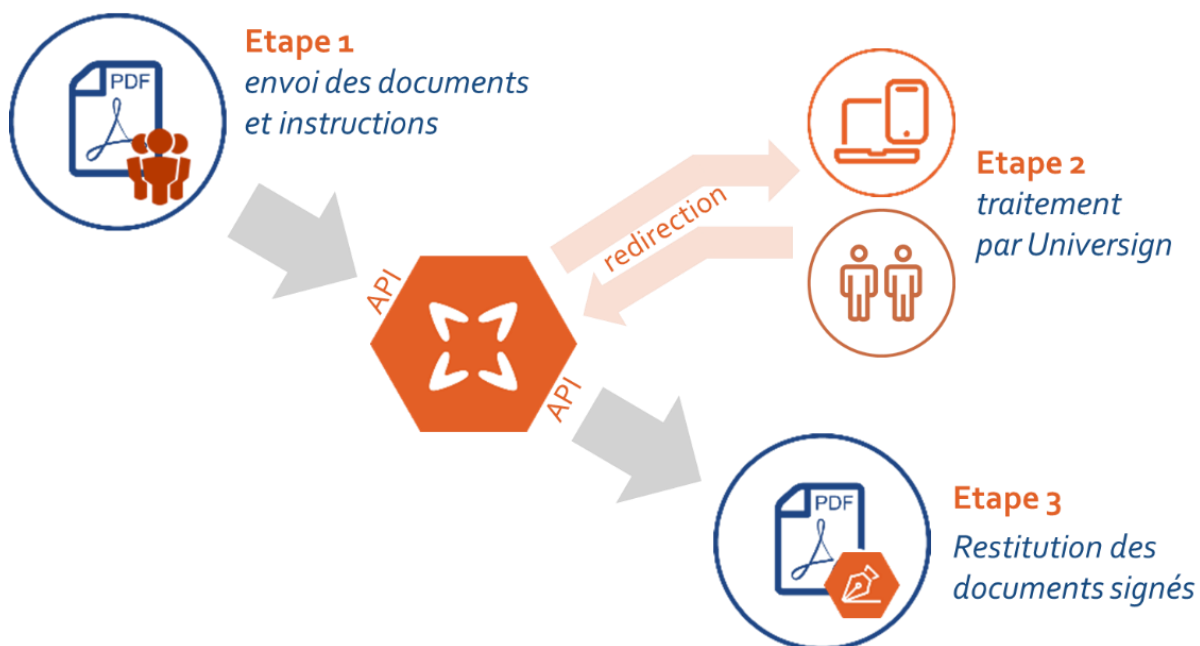 PDF
Etape 1
envoi des documents
et instructions
API
redirection
Etape 2
traitement
par Universign
API
PDF
Etape 3
Restitution des
documents signés